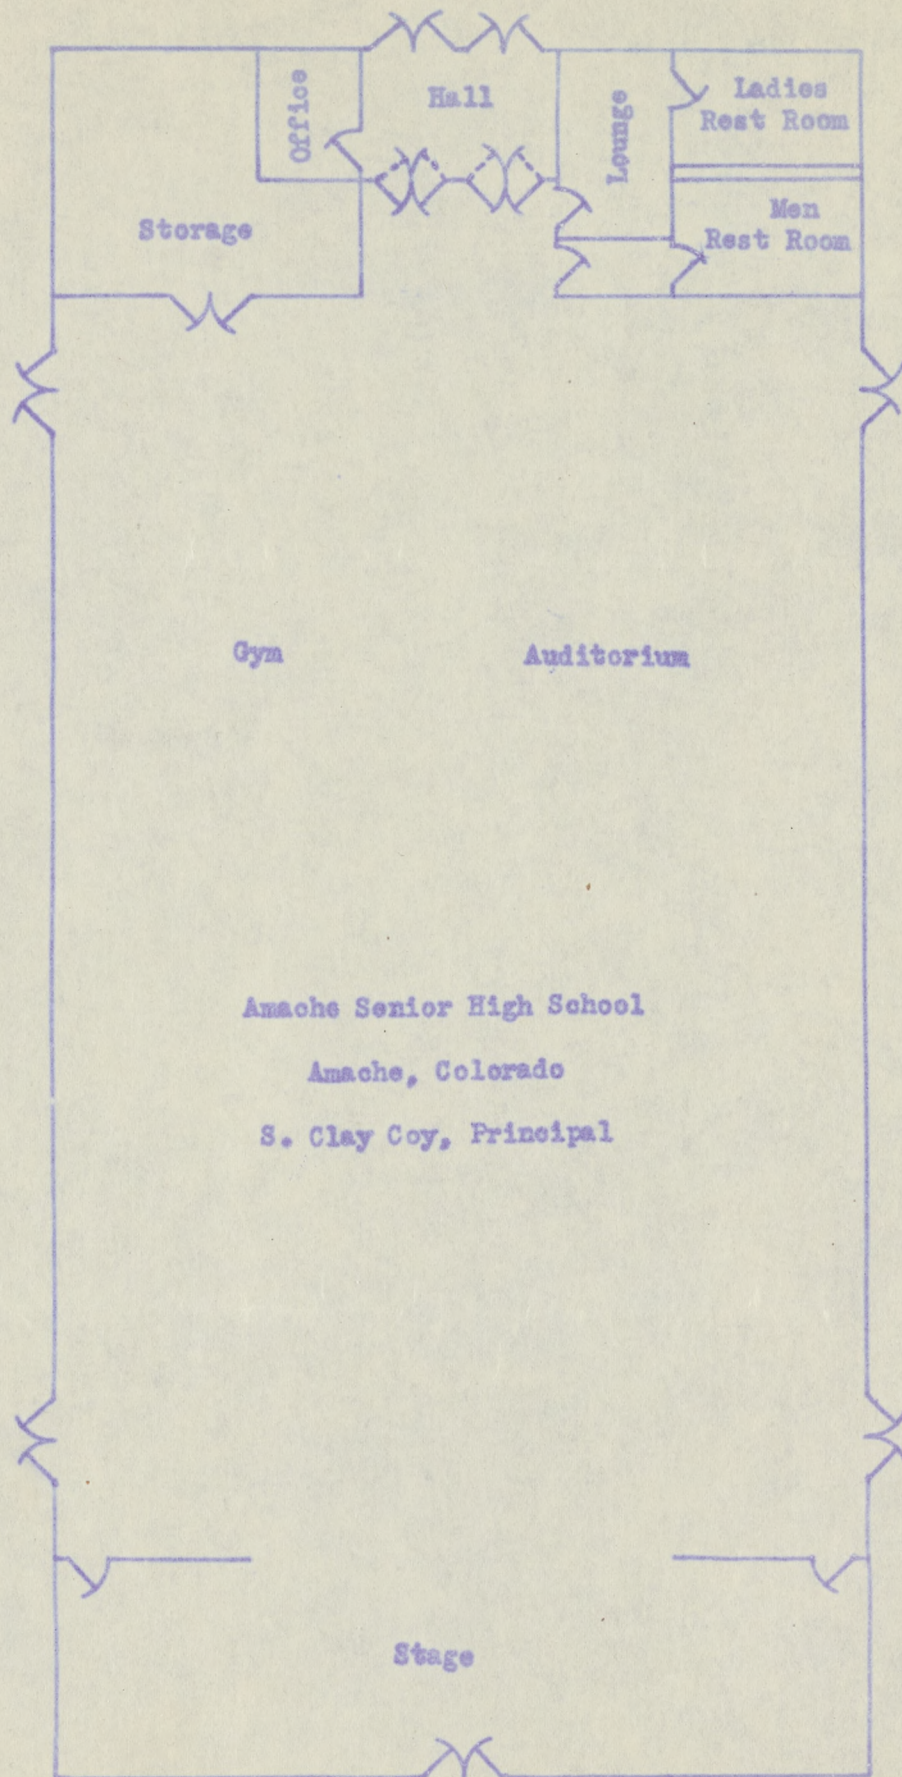 Office
Hall
Lounge
Ladies
Rest Room
Men
Rest Room
Storage
Gym
Auditorium
Amache Senior High School
Amache, Colorado
S. Clay Coy, Principal
Stage